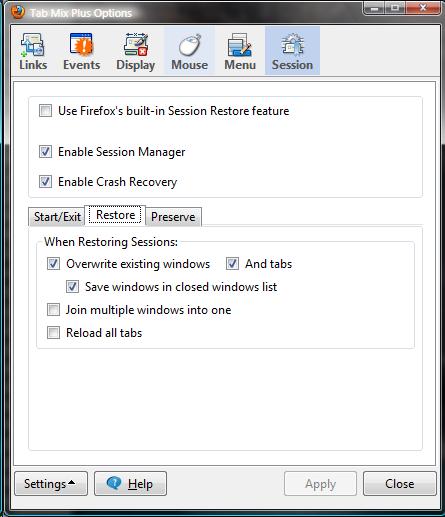 Tab Mix Plus Options
Links Events Display Mouse Menu Session
Use Firefox's built-in Session Restore feature
Enable Session Manager
Enable Crash Recovery
Start/Exit Restore Preserve
When Restoring Sessions:
Overwrite existing windows And tabs
Save windows in closed windows list
Join multiple windows into one
Reload all tabs
Settings Help Apply Close